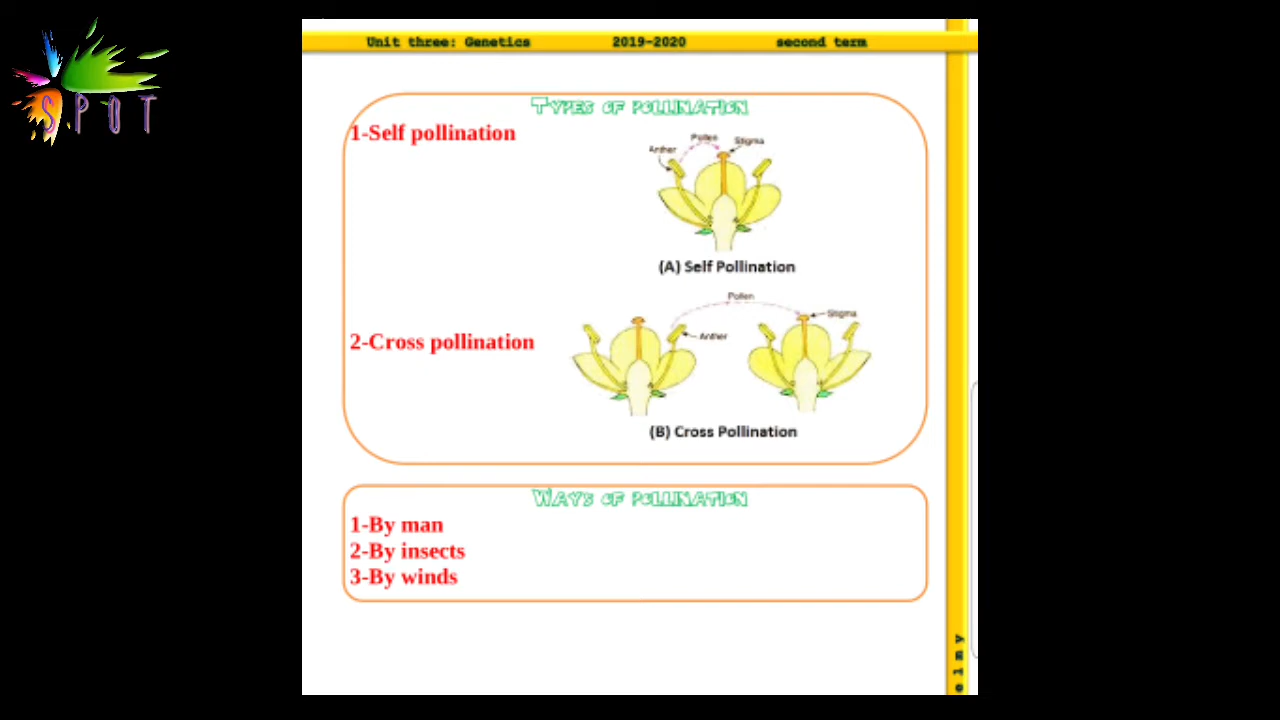 SPOT
Unit three: Genetics 2019-2020 second term
Types of pollination
1-Self pollination
Pollen
Stigma
Anther
(A) Self Pollination
Pollen
Stigma
Anther
2-Cross pollination
(B) Cross Pollination
Ways of pollination
1-By man
2-By insects
3-By winds
elny